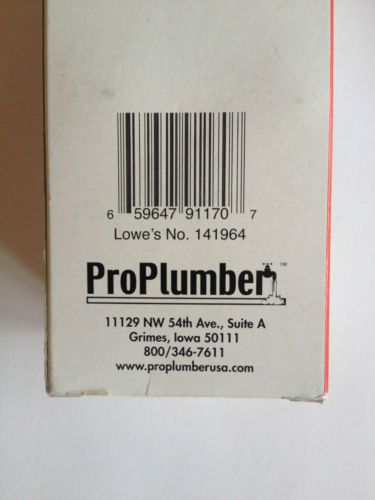 6 59647 91170 7
Lowe's No. 141964
ProPlumber™
11129 NW 54th Ave., Suite A
Grimes, Iowa 50111
800/346-7611
www.proplumberusa.com